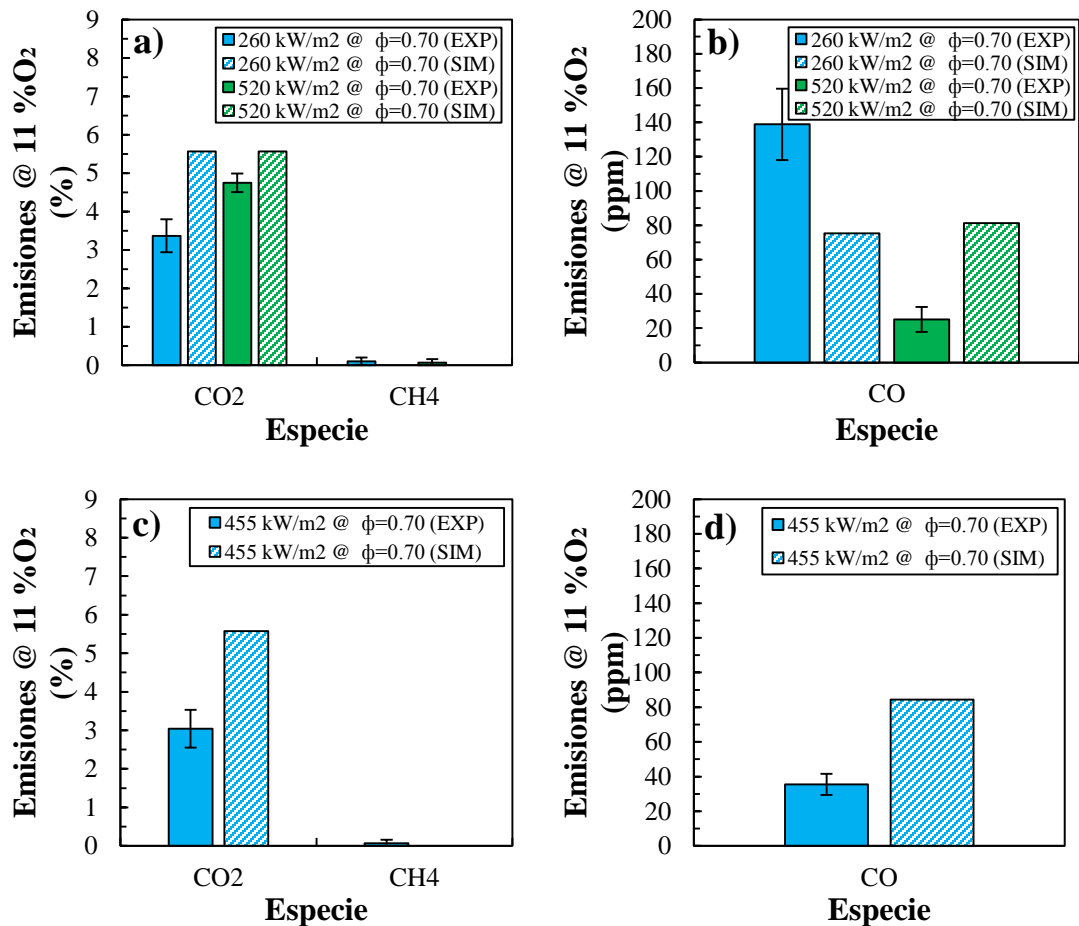 a)
260 kW/m2 @ ϕ=0.70 (EXP)
260 kW/m2 @ ϕ=0.70 (SIM)
520 kW/m2 @ ϕ=0.70 (EXP)
520 kW/m2 @ ϕ=0.70 (SIM)
Emisiones @ 11 %O₂
(%)
9
8
7
6
5
4
3
2
1
0
CO2
CH4
Especie
b)
260 kW/m2 @ ϕ=0.70 (EXP)
260 kW/m2 @ ϕ=0.70 (SIM)
520 kW/m2 @ ϕ=0.70 (EXP)
520 kW/m2 @ ϕ=0.70 (SIM)
Emisiones @ 11 %O₂
(ppm)
200
180
160
140
120
100
80
60
40
20
0
CO
Especie
c)
455 kW/m2 @ ϕ=0.70 (EXP)
455 kW/m2 @ ϕ=0.70 (SIM)
Emisiones @ 11 %O₂
(%)
9
8
7
6
5
4
3
2
1
0
CO2
CH4
Especie
d)
455 kW/m2 @ ϕ=0.70 (EXP)
455 kW/m2 @ ϕ=0.70 (SIM)
Emisiones @ 11 %O₂
(ppm)
200
180
160
140
120
100
80
60
40
20
0
CO
Especie